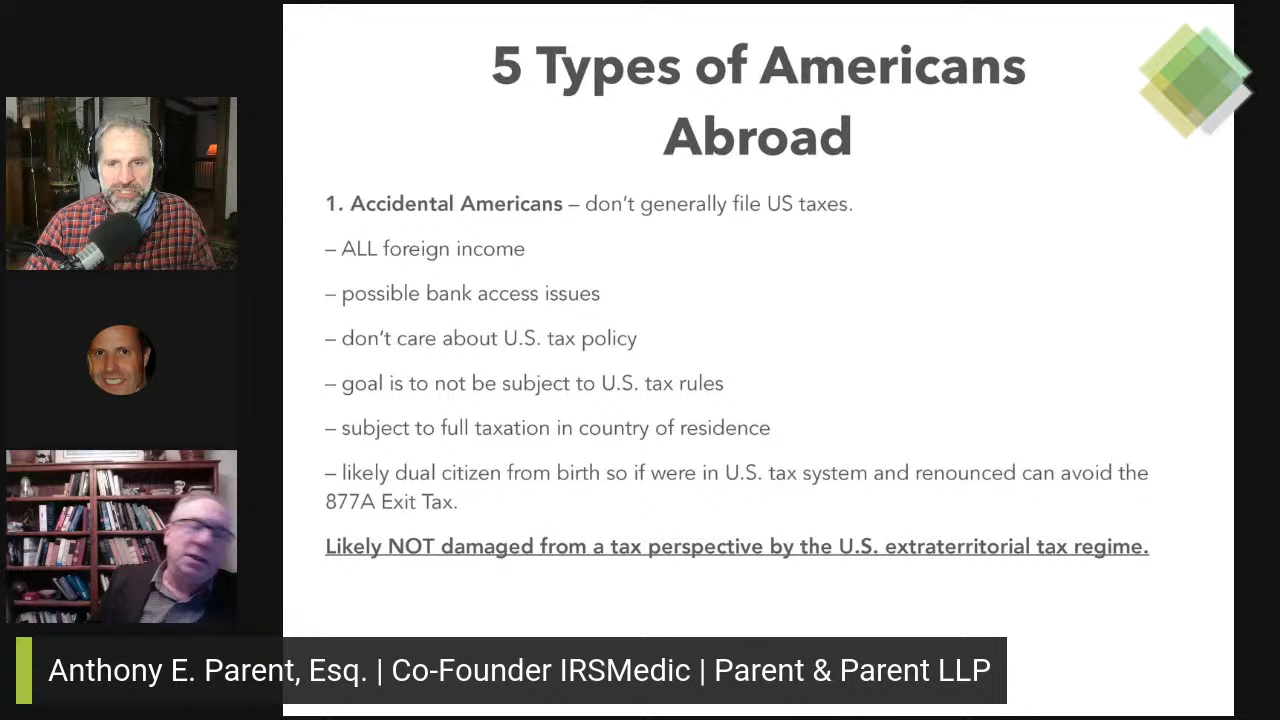 5 Types of Americans
Abroad
1. Accidental Americans – don’t generally file US taxes.
– ALL foreign income
– possible bank access issues
– don’t care about U.S. tax policy
– goal is to not be subject to U.S. tax rules
– subject to full taxation in country of residence
– likely dual citizen from birth so if were in U.S. tax system and renounced can avoid the
877A Exit Tax.
Likely NOT damaged from a tax perspective by the U.S. extraterritorial tax regime.
Anthony E. Parent, Esq. | Co-Founder IRSMedic | Parent & Parent LLP